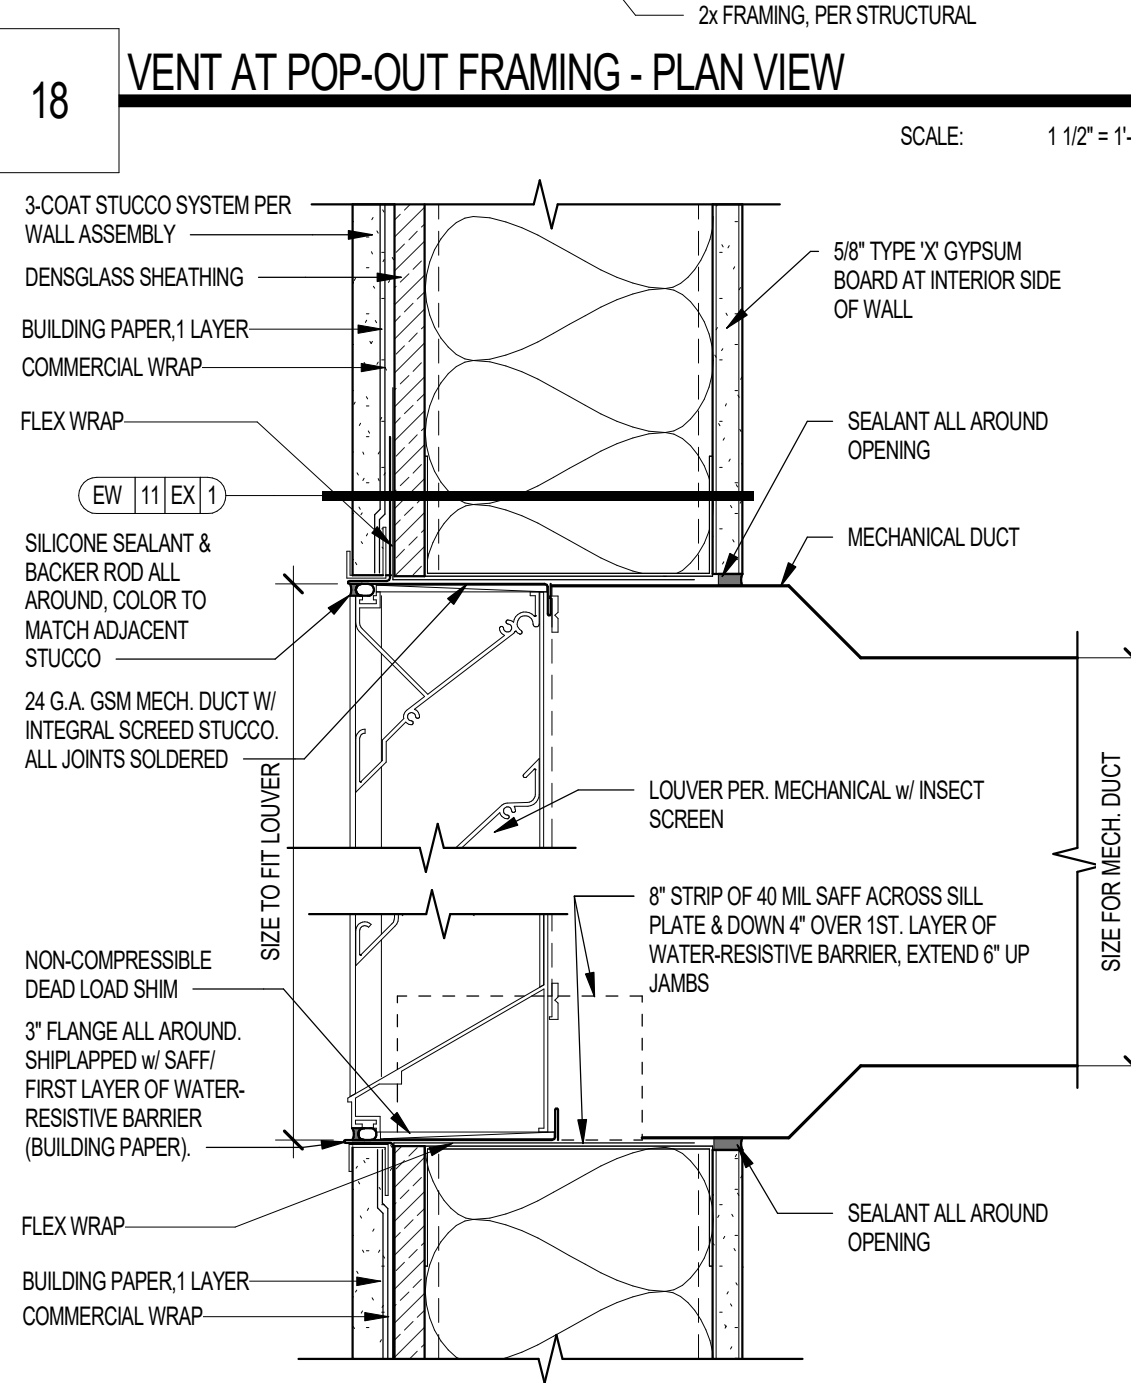 2x FRAMING, PER STRUCTURAL
18
VENT AT POP-OUT FRAMING - PLAN VIEW
SCALE: 1 1/2" = 1'-
3-COAT STUCCO SYSTEM PER
WALL ASSEMBLY
DENSGLASS SHEATHING
BUILDING PAPER,1 LAYER
COMMERCIAL WRAP
FLEX WRAP
EW 11 EX 1
SILICONE SEALANT &
BACKER ROD ALL
AROUND, COLOR TO
MATCH ADJACENT
STUCCO
24 G.A. GSM MECH. DUCT W/
INTEGRAL SCREED STUCCO.
ALL JOINTS SOLDERED
SIZE TO FIT LOUVER
NON-COMPRESSIBLE
DEAD LOAD SHIM
3" FLANGE ALL AROUND.
SHIPLAPPED w/ SAFF/
FIRST LAYER OF WATER-
RESISTIVE BARRIER
(BUILDING PAPER).
FLEX WRAP
BUILDING PAPER,1 LAYER
COMMERCIAL WRAP
5/8" TYPE 'X' GYPSUM
BOARD AT INTERIOR SIDE
OF WALL
SEALANT ALL AROUND
OPENING
MECHANICAL DUCT
LOUVER PER. MECHANICAL w/ INSECT
SCREEN
8" STRIP OF 40 MIL SAFF ACROSS SILL
PLATE & DOWN 4" OVER 1ST. LAYER OF
WATER-RESISTIVE BARRIER, EXTEND 6" UP
JAMBS
SIZE FOR MECH. DUCT
SEALANT ALL AROUND
OPENING